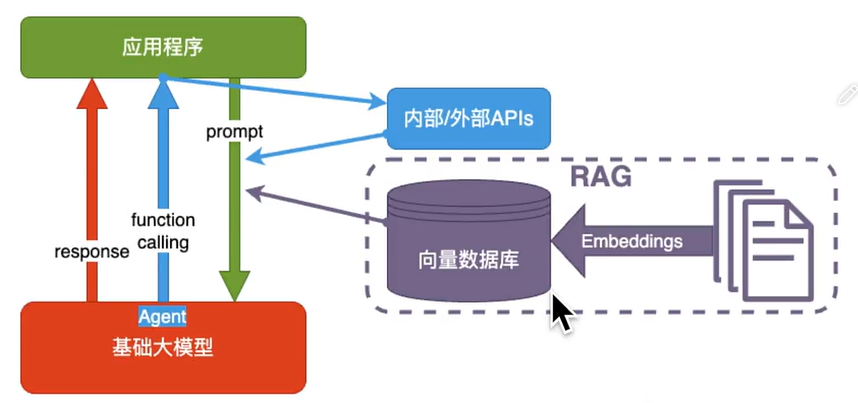 应用程序
prompt
内部/外部APIs
RAG
function
calling
response
Embeddings
向量数据库
Agent
基础大模型